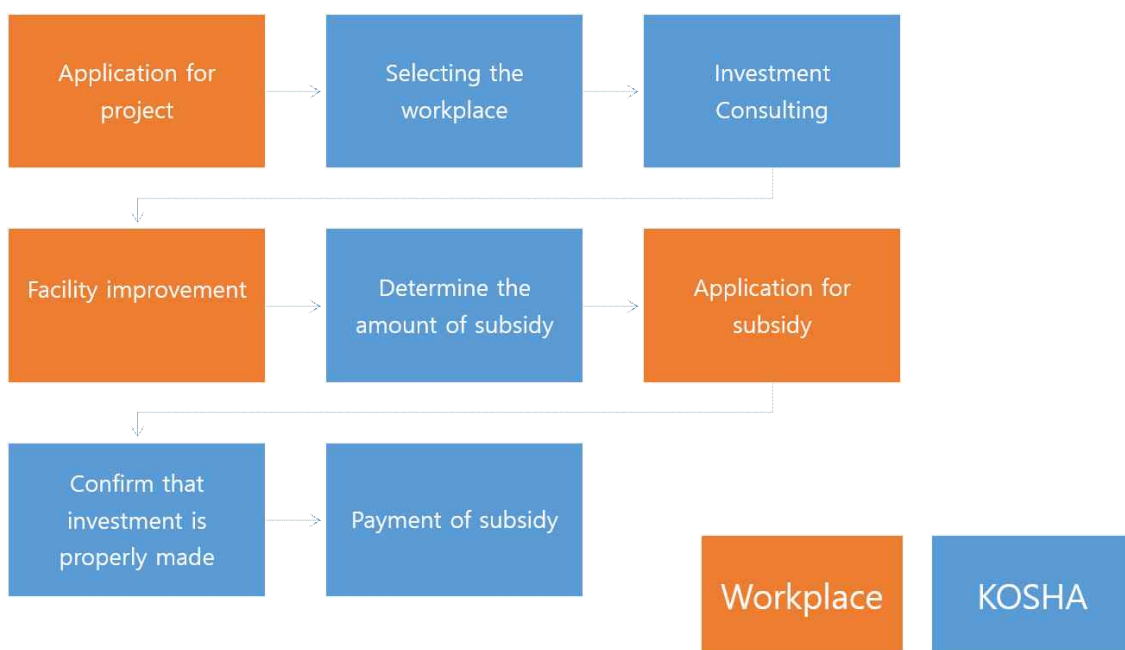 Application for
project
Selecting the
workplace
Investment
Consulting
Facility improvement
Determine the
amount of subsidy
Application for
subsidy
Confirm that
investment is
properly made
Payment of subsidy
Workplace
KOSHA